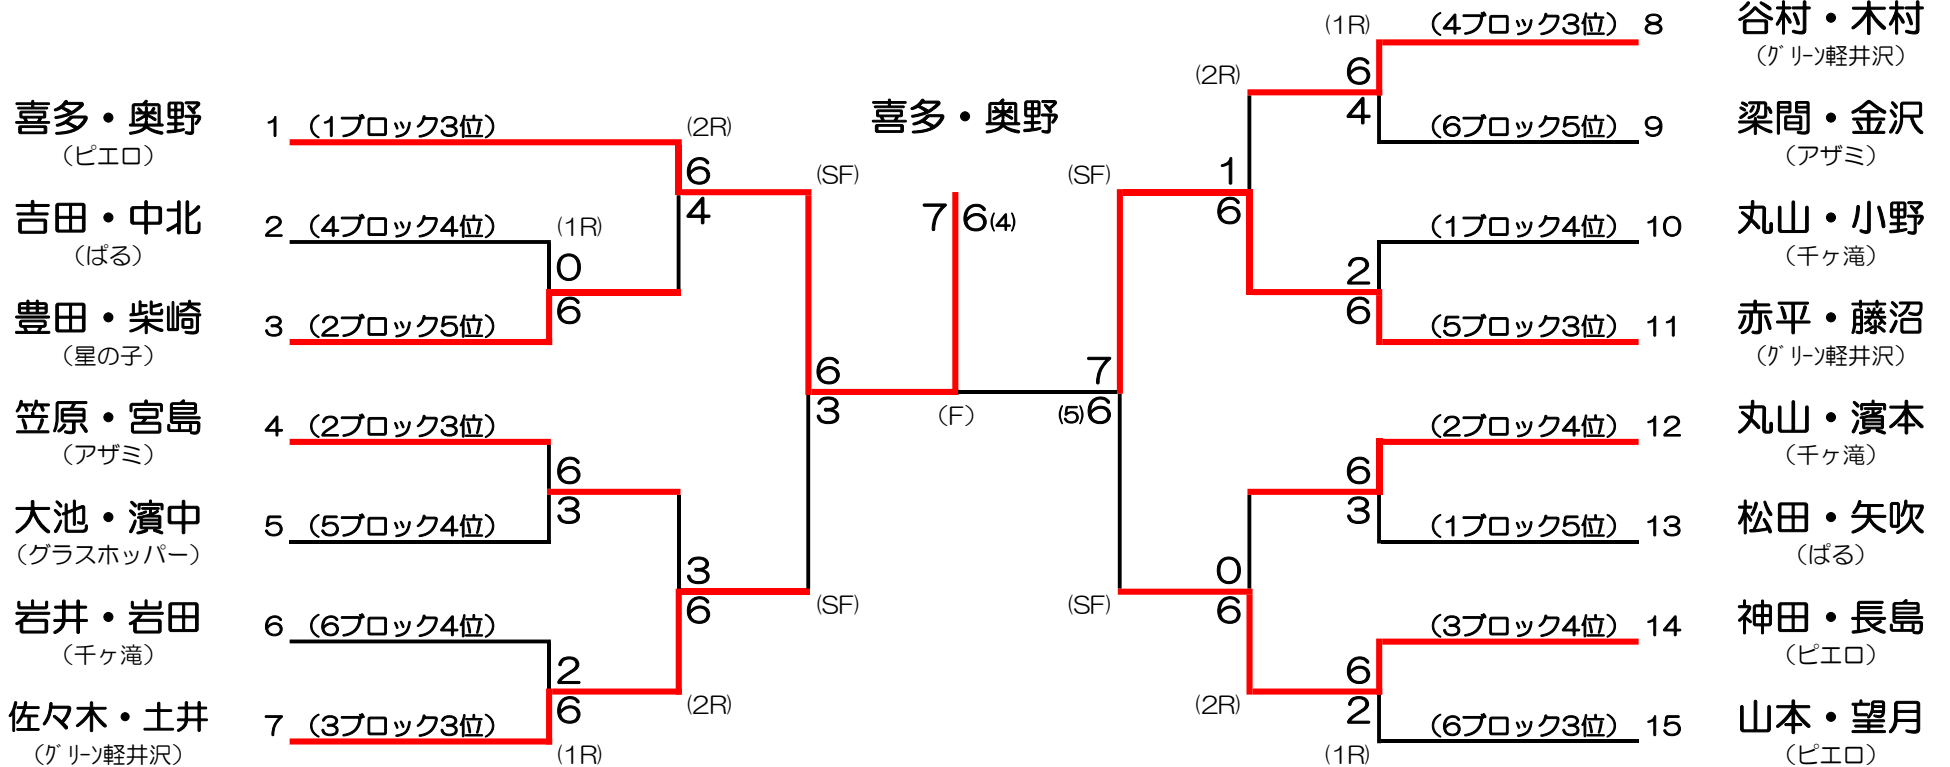 喜多・奥野
(ピエロ)
1 (1ブロック3位)
吉田・中北
(ぱる)
2 (4ブロック4位)
豊田・柴崎
(星の子)
3 (2ブロック5位)
笠原・宮島
(アザミ)
4 (2ブロック3位)
大池・濱中
(グラスホッパー)
5 (5ブロック4位)
岩井・岩田
(千ヶ滝)
6 (6ブロック4位)
佐々木・土井
(グリーン軽井沢)
7 (3ブロック3位)
(1R)
0
6
6
3
2
6
(1R)
(2R)
6
4
3
6
(2R)
(SF)
6
3
(SF)
喜多・奥野
7 6(4)
(F)
(SF)
7
(5)6
(SF)
(2R)
1
6
0
6
(2R)
(1R)
6
4
2
6
6
3
6
2
(1R)
(4ブロック3位) 8
谷村・木村
(グリーン軽井沢)
(6ブロック5位) 9
梁間・金沢
(アザミ)
(1ブロック4位) 10
丸山・小野
(千ヶ滝)
(5ブロック3位) 11
赤平・藤沼
(グリーン軽井沢)
(2ブロック4位) 12
丸山・濱本
(千ヶ滝)
(1ブロック5位) 13
松田・矢吹
(ぱる)
(3ブロック4位) 14
神田・長島
(ピエロ)
(6ブロック3位) 15
山本・望月
(ピエロ)